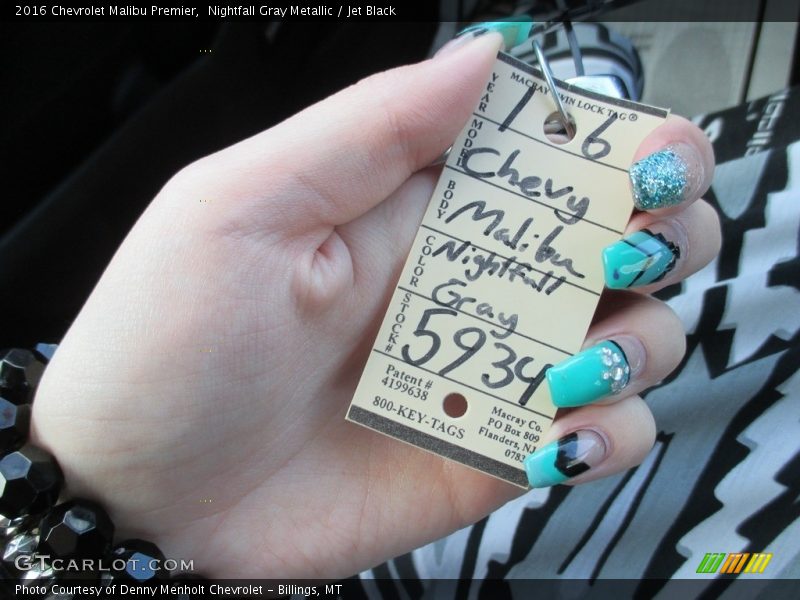 2016 Chevrolet Malibu Premier,  Nightfall Gray Metallic / Jet Black
MACRAY TWIN LOCK TAG®
YEAR 16
MODEL Chevy
BODY Malibu
COLOR Nightfall
Gray
STOCK# 5934
Patent #
4199638
800-KEY-TAGS
Macray Co.
PO Box 809
Flanders, NJ
GTCARLOT.COM
Photo Courtesy of Denny Menholt Chevrolet - Billings, MT